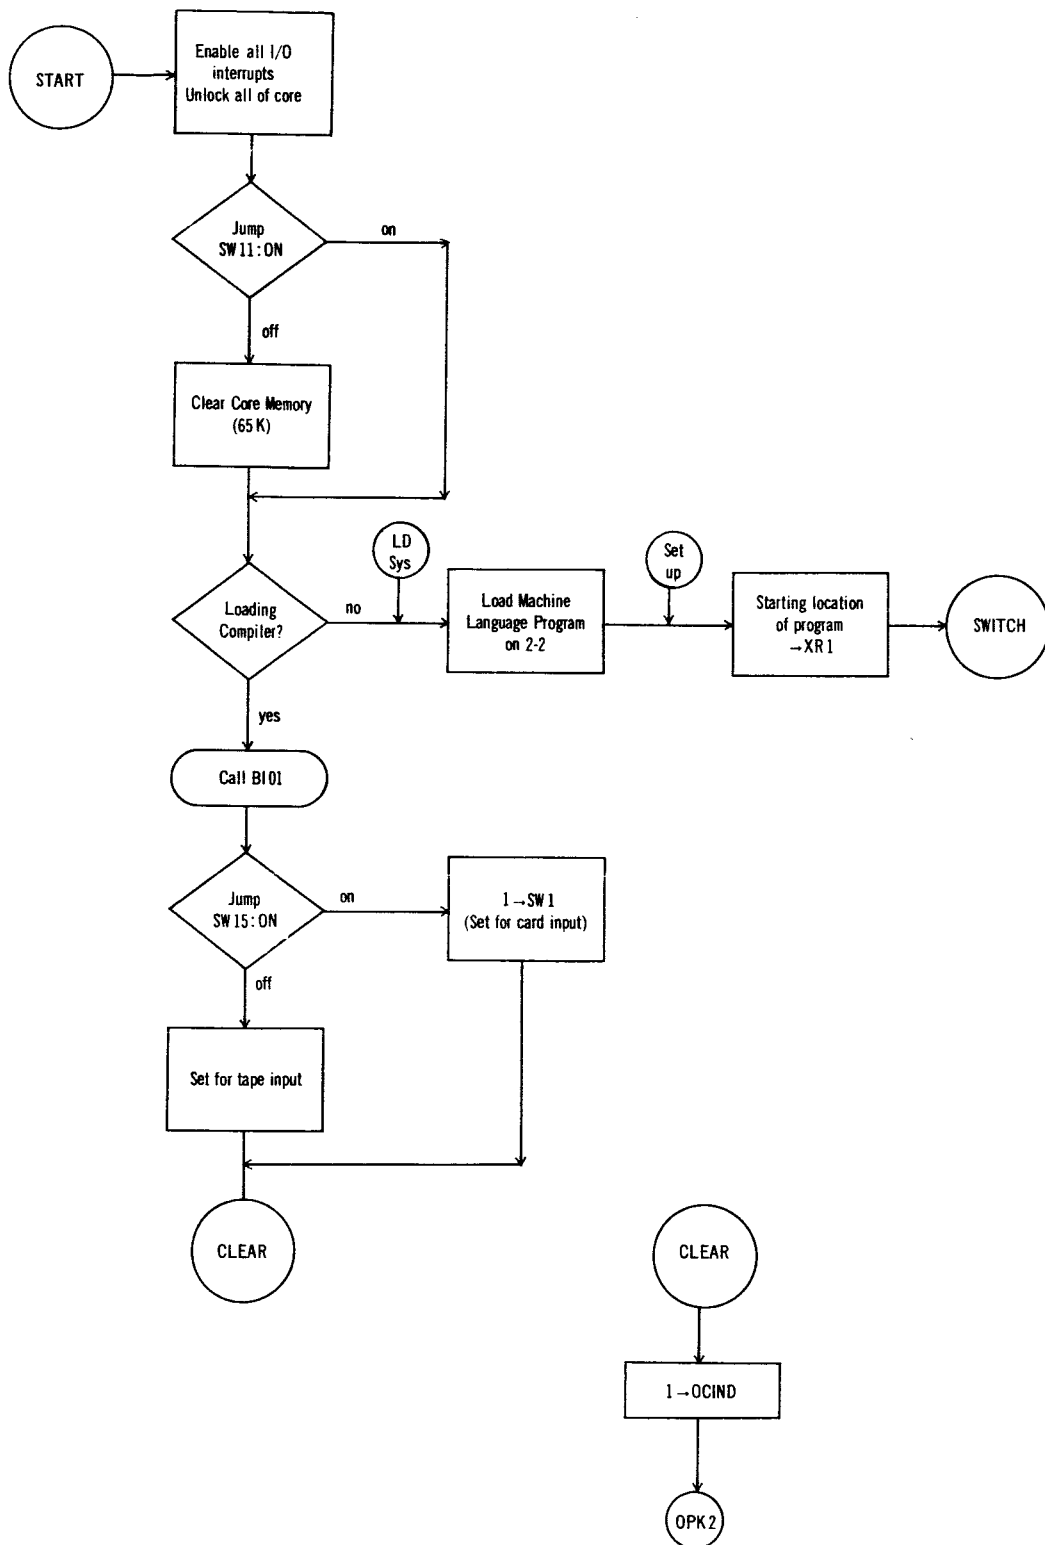 START
Enable all I/O
interrupts
Unlock all of core
Jump
SW11:ON
on
off
Clear Core Memory
(65K)
LD
Sys
Set
up
Loading
Compiler?
no
Load Machine
Language Program
on 2-2
Starting location
of program
→XR1
SWITCH
yes
Call BI01
Jump
SW15:ON
on
1→SW1
(Set for card input)
off
Set for tape input
CLEAR
CLEAR
1→OCIND
OPK2